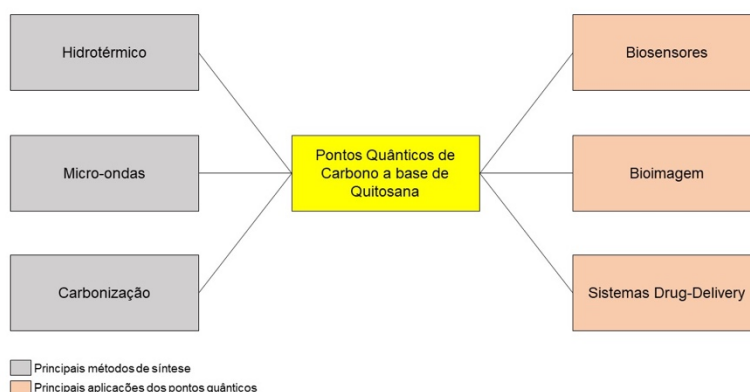 Hidrotérmico
Biosensores
Micro-ondas
Pontos Quânticos de
Carbono a base de
Quitosana
Bioimagem
Carbonização
Sistemas Drug-Delivery
Principais métodos de síntese
Principais aplicações dos pontos quânticos